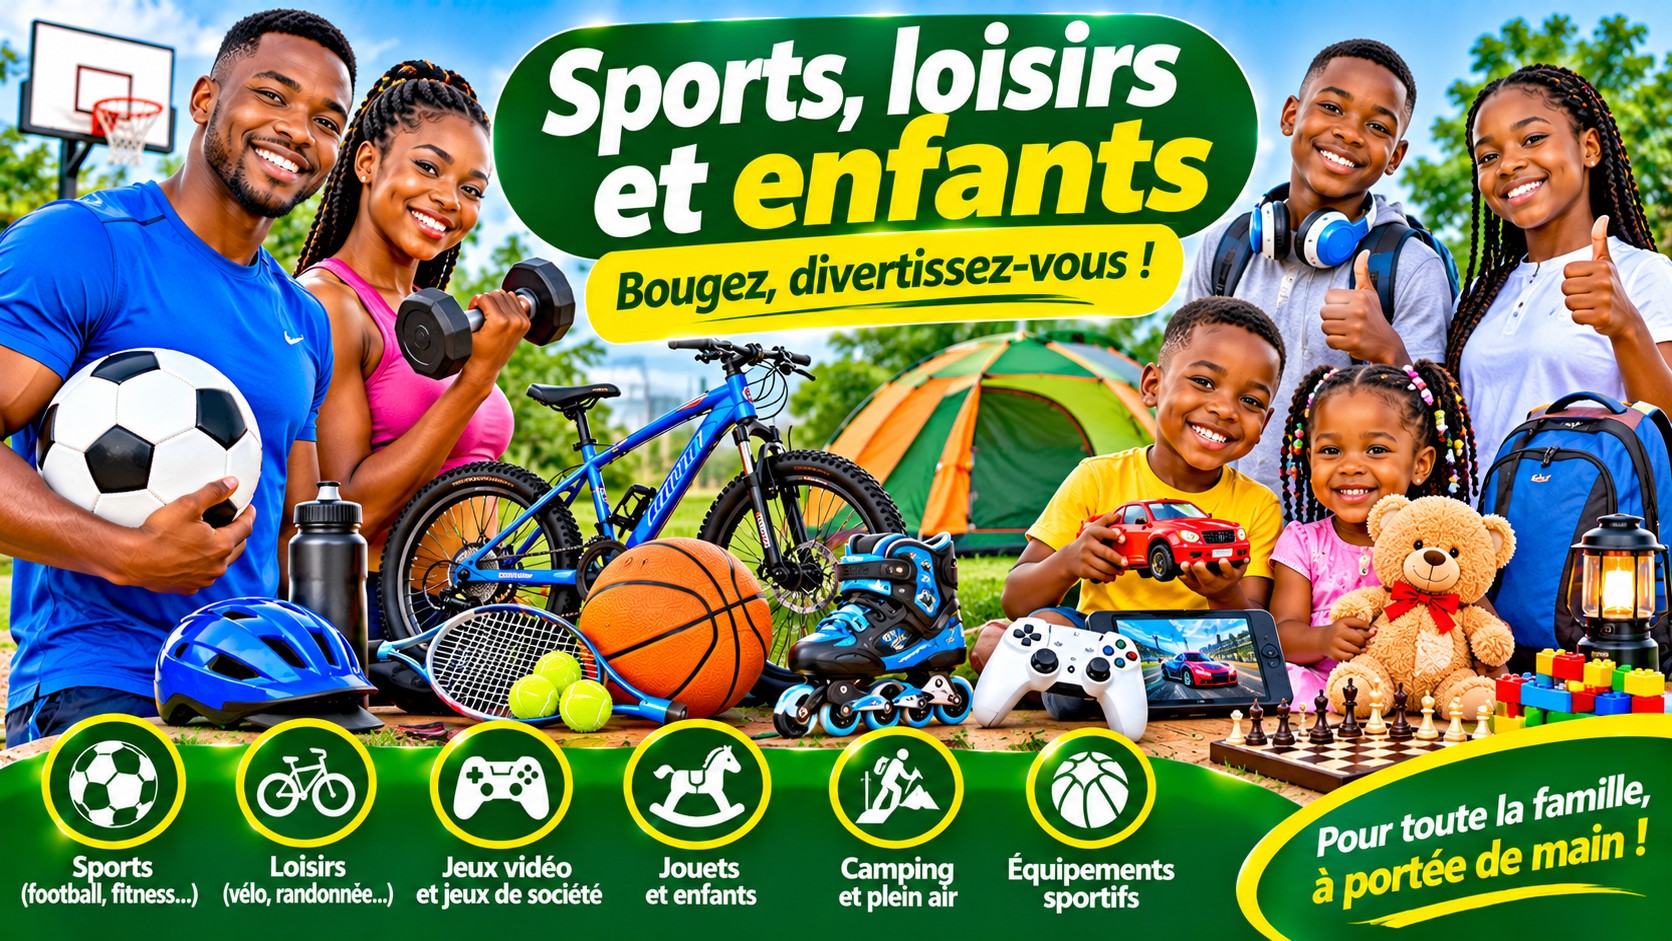 Sports, loisirs
et enfants
Bougez, divertissez-vous !
Sports
(football, fitness...)
Loisirs
(vélo, randonnée...)
Jeux vidéo
et jeux de société
Jouets
et enfants
Camping
et plein air
Équipements
sportifs
Pour toute la famille,
à portée de main !